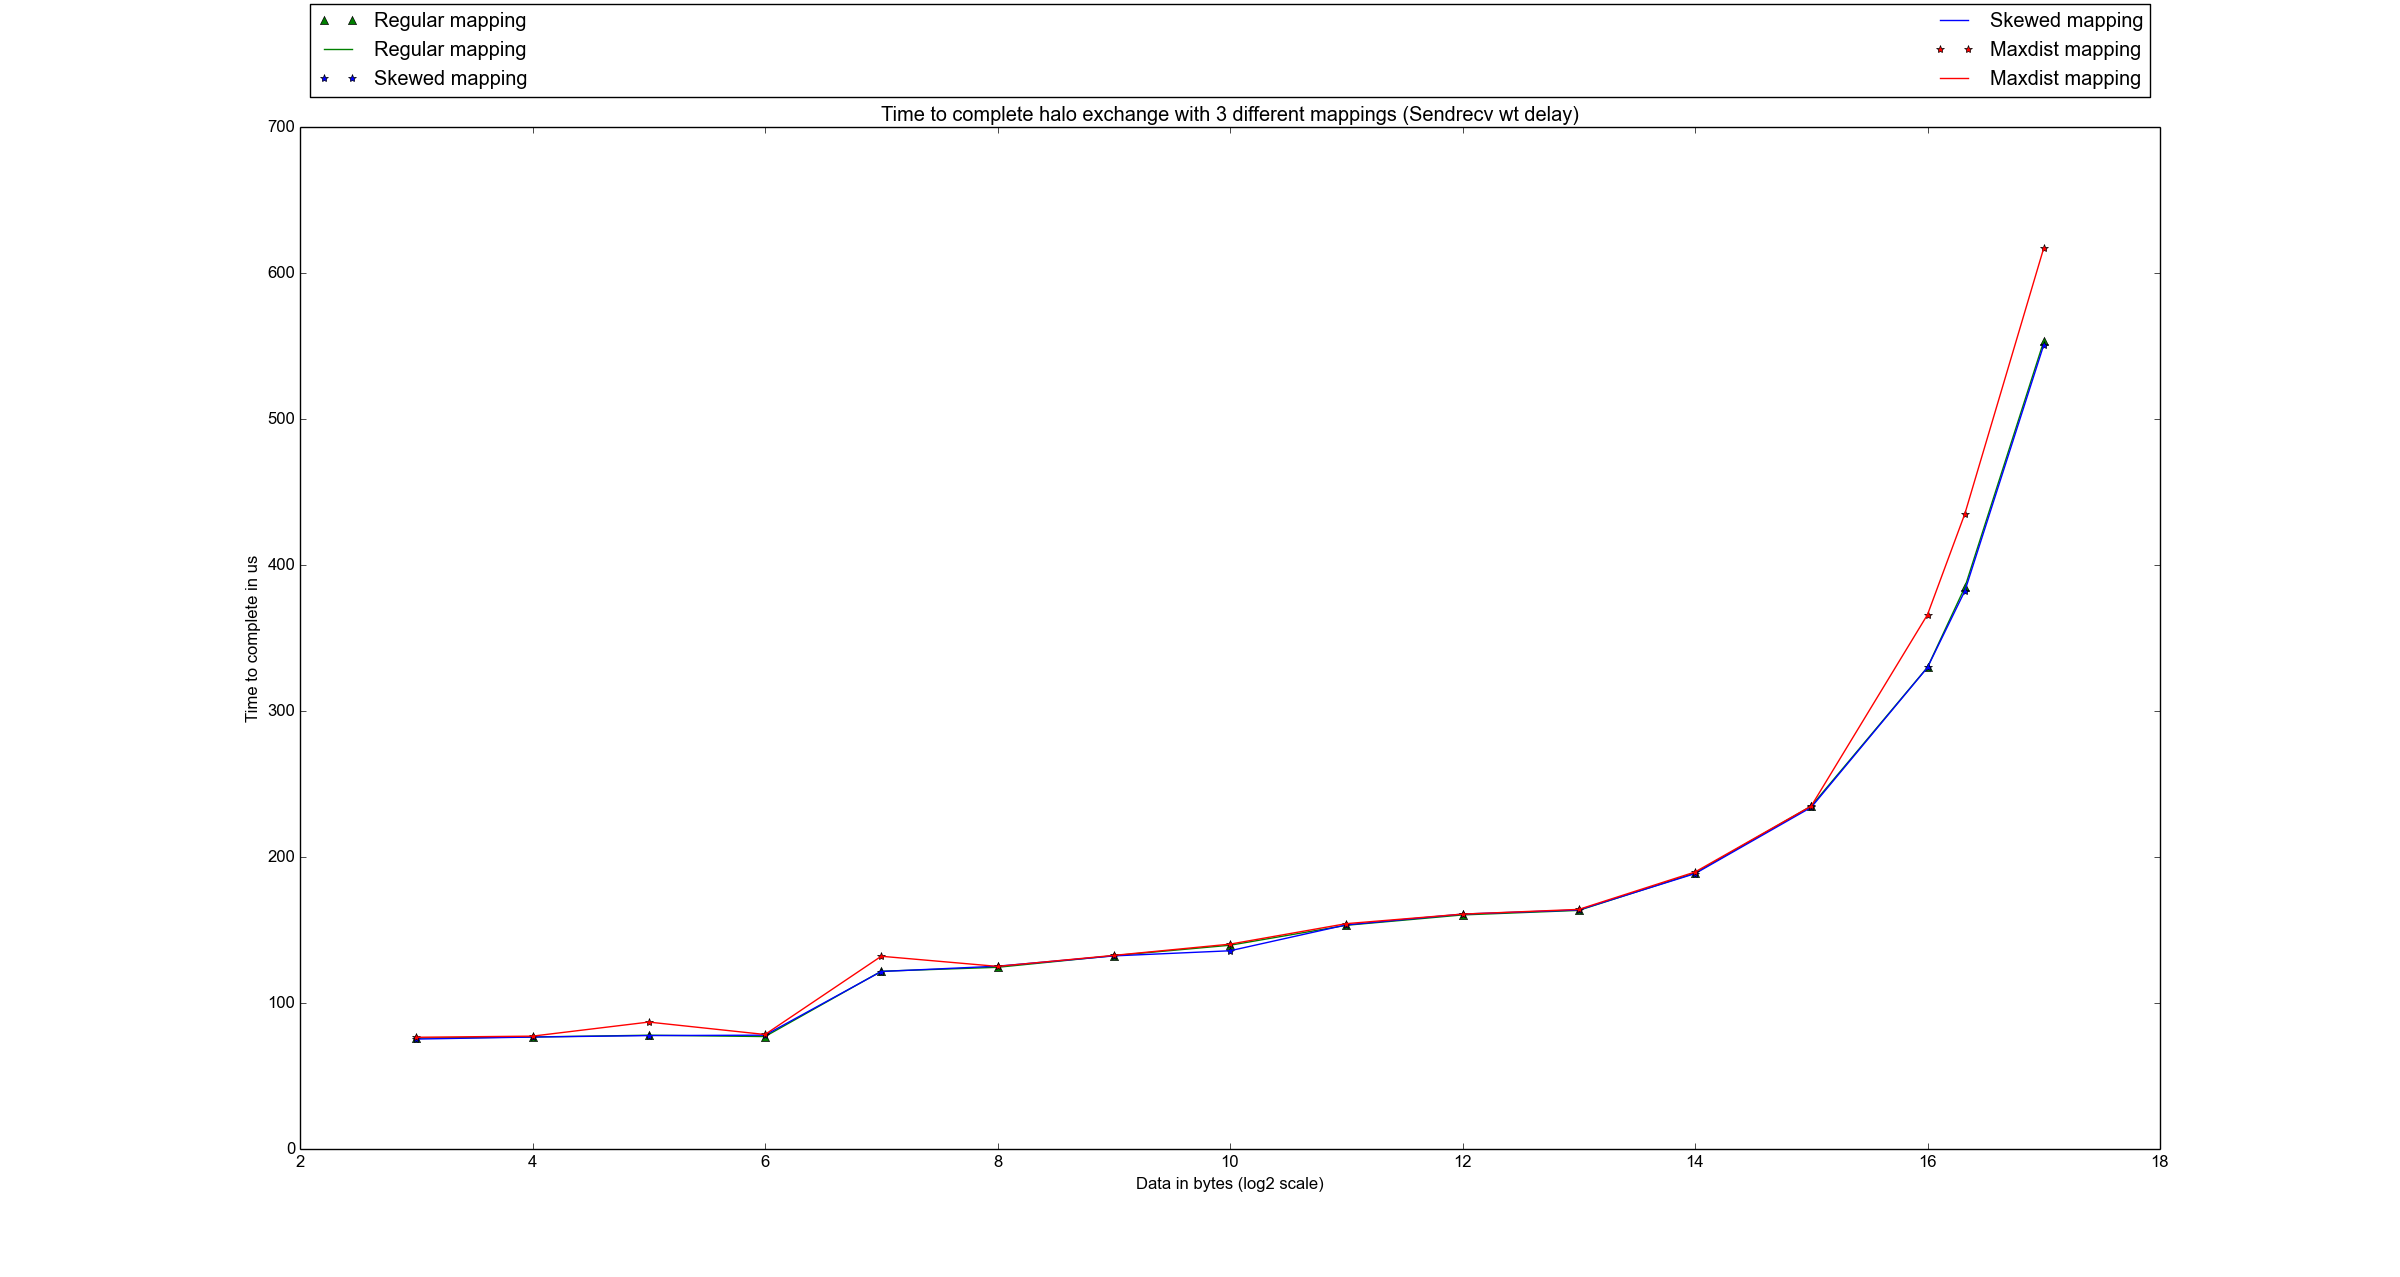 Regular mapping
Regular mapping
Skewed mapping
Skewed mapping
Maxdist mapping
Maxdist mapping
Time to complete halo exchange with 3 different mappings (Sendrecv wt delay)
700
600
500
400
300
200
100
0
Time to complete in us
2 4 6 8 10 12 14 16 18
Data in bytes (log2 scale)